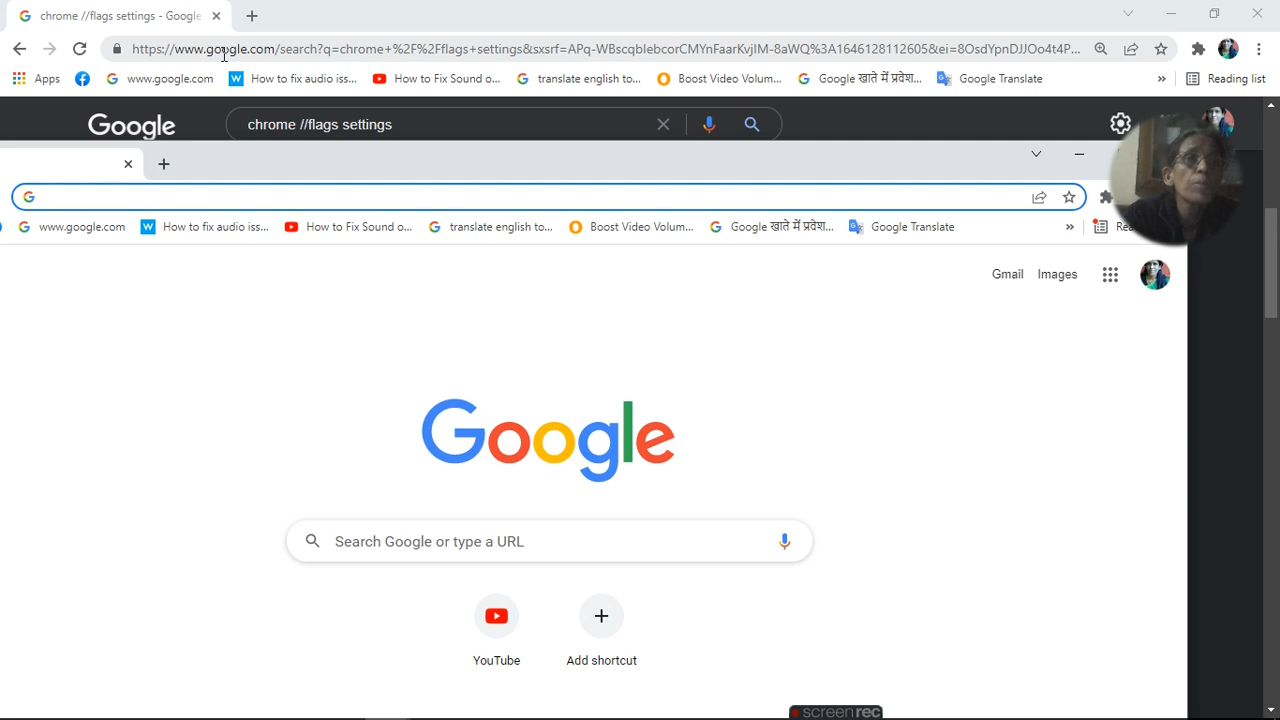 chrome //flags settings - Google
https://www.google.com/search?q=chrome+%2F%2Fflags+settings&sxsrf=APq-WBscqblebcorCMYnFaarKvjIM-8aWQ%3A1646128112605&ei=8OsdYpnDJJOo4t4P...
Apps www.google.com How to fix audio iss... How to Fix Sound o... translate english to... Boost Video Volum... Google खाते में प्रवेश... Google Translate » Reading list
Google chrome //flags settings
www.google.com How to fix audio iss... How to Fix Sound o... translate english to... Boost Video Volum... Google खाते में प्रवेश... Google Translate »
Gmail Images
Google
Search Google or type a URL
YouTube Add shortcut
screenrec